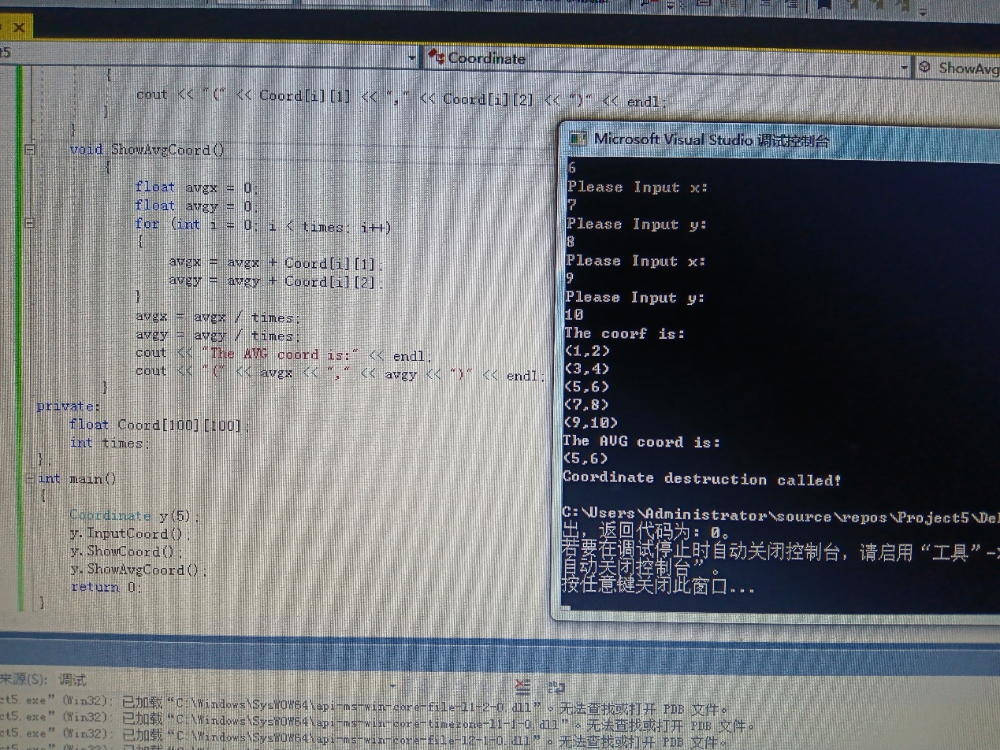 t5
Coordinate
ShowAvg
{
cout << "(" << Coord[i][1] << "," << Coord[i][2] << ")" << endl;
}
}
void ShowAvgCoord()
{
float avgx = 0;
float avgy = 0;
for (int i = 0; i < times; i++)
{
avgx = avgx + Coord[i][1];
avgy = avgy + Coord[i][2];
}
avgx = avgx / times;
avgy = avgy / times;
cout << "The AVG coord is:" << endl;
cout << "(" << avgx << "," << avgy << ")" << endl;
}
private:
float Coord[100][100];
int times;
};
int main()
{
Coordinate y(5);
y.InputCoord();
y.ShowCoord();
y.ShowAvgCoord();
return 0;
}
Microsoft Visual Studio 调试控制台
6
Please Input x:
7
Please Input y:
8
Please Input x:
9
Please Input y:
10
The coorf is:
(1,2)
(3,4)
(5,6)
(7,8)
(9,10)
The AVG coord is:
(5,6)
Coordinate destruction called!
C:\Users\Administrator\source\repos\Project5\De
出，返回代码为: 0。
若要在调试停止时自动关闭控制台，请启用“工具”->
自动关闭控制台”。
按任意键关闭此窗口...
来源(S): 调试
ct5.exe” (Win32): 已加载“C:\Windows\SysWOW64\api-ms-win-core-file-l1-2-0.dll”。无法查找或打开 PDB 文件。
ct5.exe” (Win32): 已加载“C:\Windows\SysWOW64\api-ms-win-core-timezone-l1-1-0.dll”。无法查找或打开 PDB 文件。
ct5.exe” (Win32): 已加载“C:\Windows\SysWOW64\api-ms-win-core-file-l2-1-0.dll”。无法查找或打开 PDB 文件。